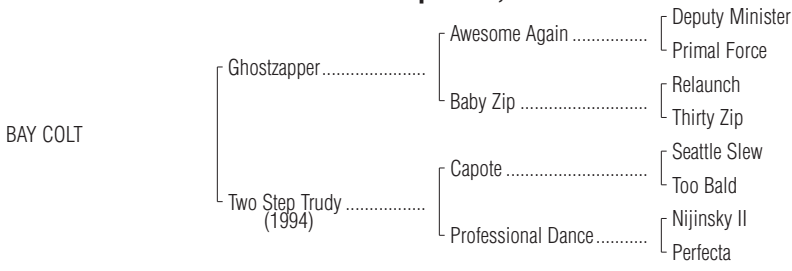 Deputy Minister
Awesome Again ................
Primal Force
Ghostzapper......................
Relaunch
Baby Zip ...........................
Thirty Zip
BAY COLT
Seattle Slew
Capote ..............................
Too Bald
Two Step Trudy .................
(1994)
Nijinsky II
Professional Dance...........
Perfecta